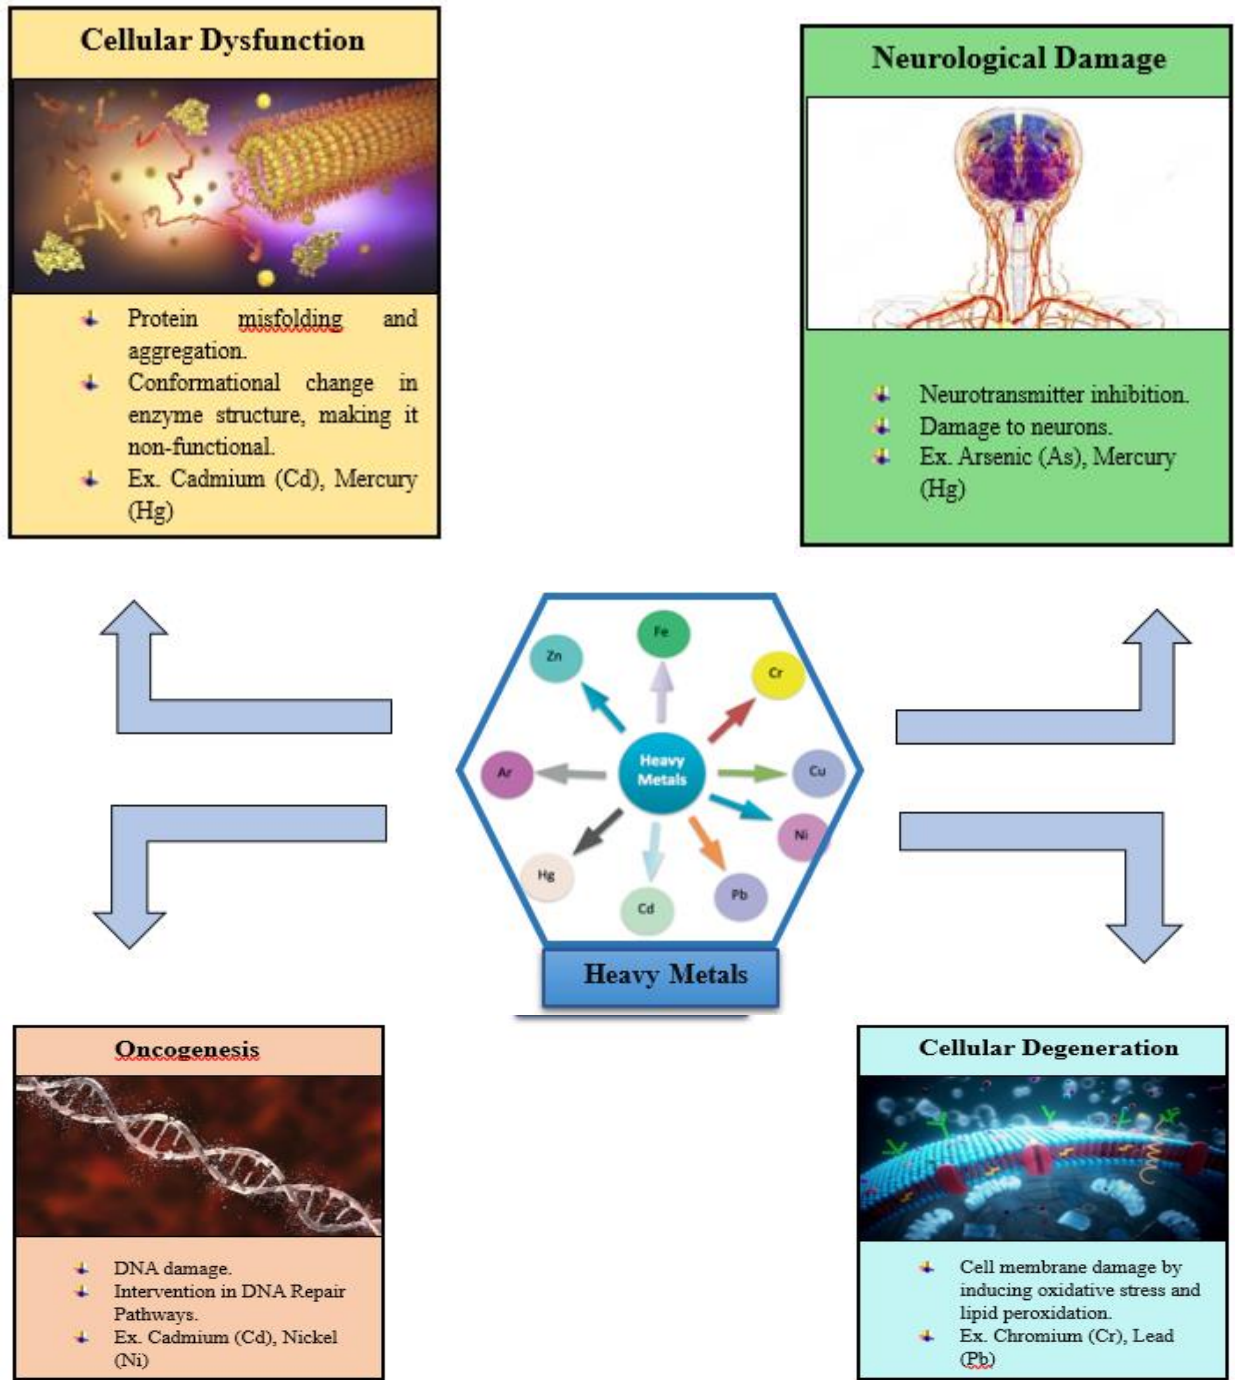 Cellular Dysfunction
Protein misfolding and
aggregation.
Conformational change in
enzyme structure, making it
non-functional.
Ex. Cadmium (Cd), Mercury
(Hg)
Neurological Damage
Neurotransmitter inhibition.
Damage to neurons.
Ex. Arsenic (As), Mercury
(Hg)
Fe
Zn
Cr
Heavy
Metals
Ar
Cu
Ni
Hg
Pb
Cd
Heavy Metals
Oncogenesis
DNA damage.
Intervention in DNA Repair
Pathways.
Ex. Cadmium (Cd), Nickel
(Ni)
Cellular Degeneration
Cell membrane damage by
inducing oxidative stress and
lipid peroxidation.
Ex. Chromium (Cr), Lead
(Pb)